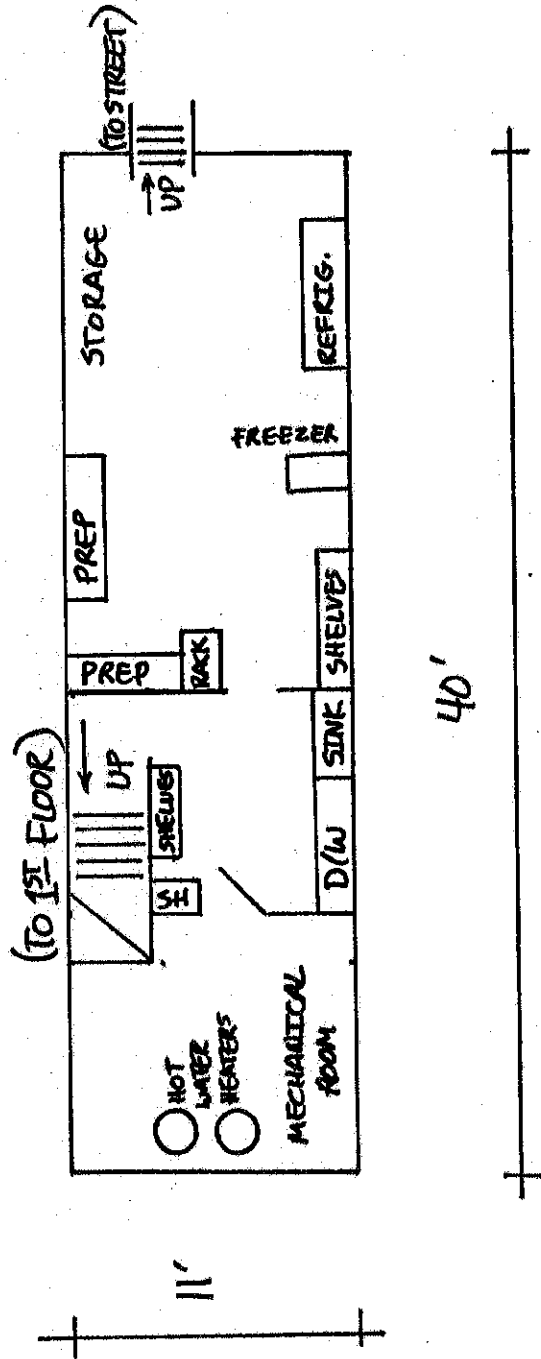 (TO 1ST FLOOR)
UP
(TO STREET)
UP
STORAGE
PREP
PREP
RACK
SHELVES
SH
FREEZER
REFRIG.
SHELVES
SINK
D/W
HOT
WATER
HEATERS
MECHANICAL
ROOM
11'
40'